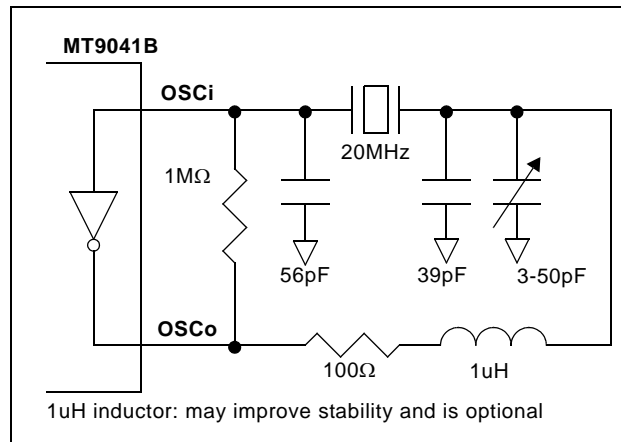 MT9041B
OSCi
20MHz
1MΩ
56pF
39pF
3-50pF
OSCo
100Ω
1uH
1uH inductor: may improve stability and is optional